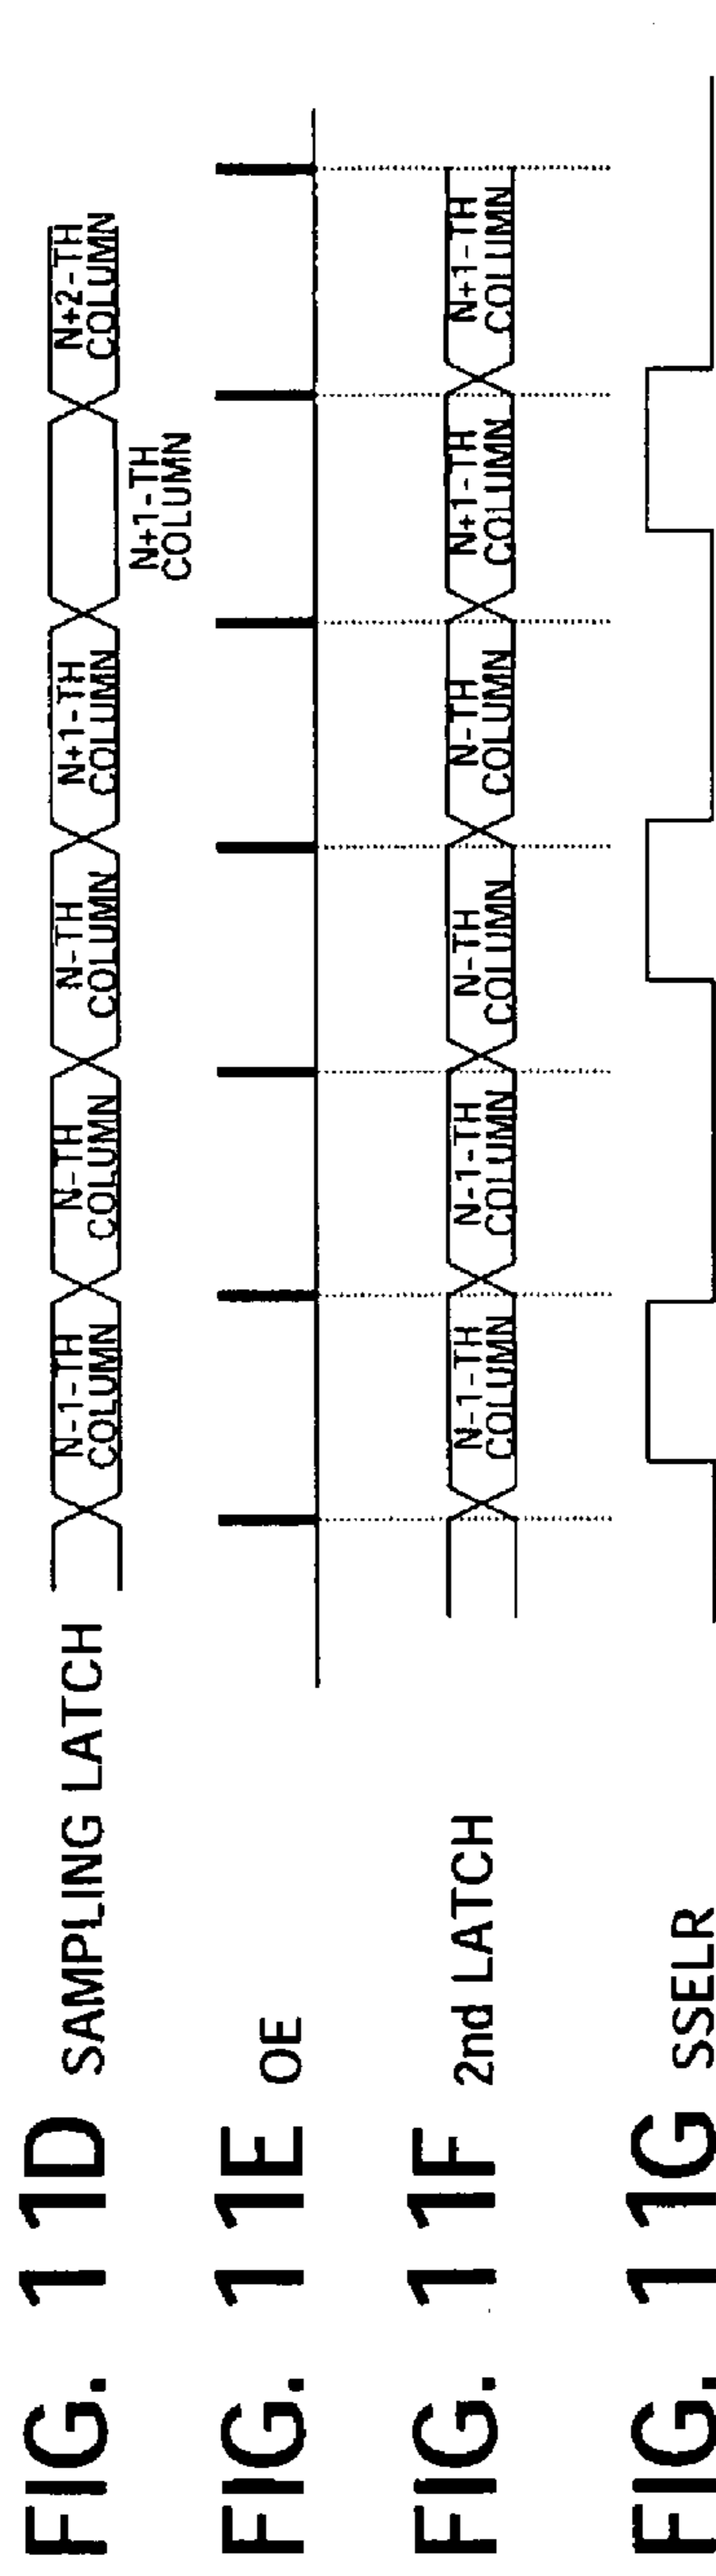 FIG. 11D SAMPLING LATCH
N-1-TH
COLUMN
N-TH
COLUMN
N-TH
COLUMN
N+1-TH
COLUMN
N+1-TH
COLUMN
N+2-TH
COLUMN
FIG. 11E OE
FIG. 11F 2nd LATCH
N-1-TH
COLUMN
N-1-TH
COLUMN
N-TH
COLUMN
N-TH
COLUMN
N+1-TH
COLUMN
N+1-TH
COLUMN
FIG. 11G SSELR